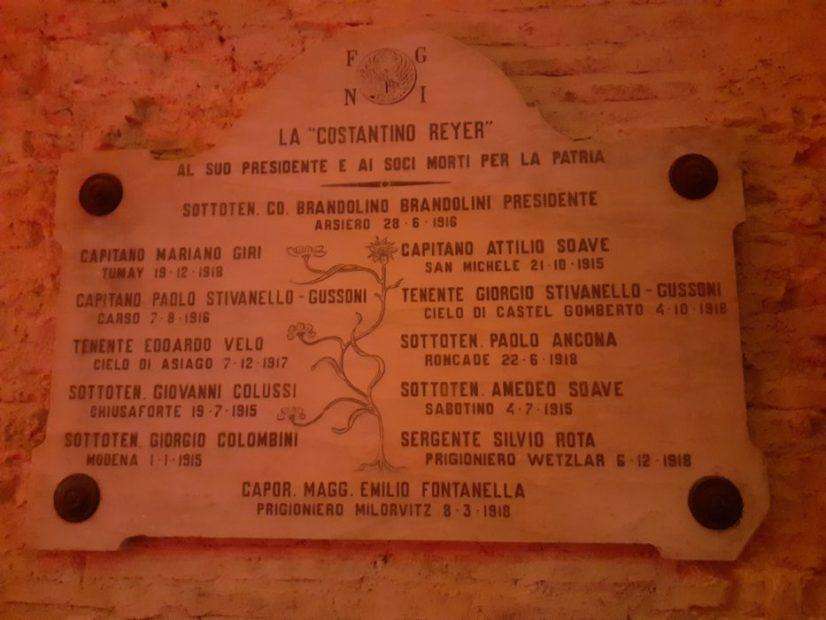 F G
N I
LA "COSTANTINO REYER"
AL SUO PRESIDENTE E AI SOCI MORTI PER LA PATRIA
SOTTOTEN. CO. BRANDOLINO BRANDOLINI PRESIDENTE
ARSIERO 28-6-1916
CAPITANO MARIANO GIRI
TUMAY 19-12-1918
CAPITANO PAOLO STIVANELLO-GUSSONI
CARSO 7-8-1916
TENENTE EDOARDO VELO
CIELO DI ASIAGO 7-12-1917
SOTTOTEN. GIOVANNI COLUSSI
CHIUSAFORTE 19-7-1915
SOTTOTEN. GIORGIO COLOMBINI
MODENA 1-1-1915
CAPITANO ATTILIO SOAVE
SAN MICHELE 21-10-1915
TENENTE GIORGIO STIVANELLO-GUSSONI
CIELO DI CASTEL GOMBERTO 4-10-1918
SOTTOTEN. PAOLO ANCONA
RONCADE 22-6-1918
SOTTOTEN. AMEDEO SOAVE
SABOTINO 4-7-1915
SERGENTE SILVIO ROTA
PRIGIONIERO WETZLAR 6-12-1918
CAPOR. MAGG. EMILIO FONTANELLA
PRIGIONIERO MILORVITZ 8-3-1918